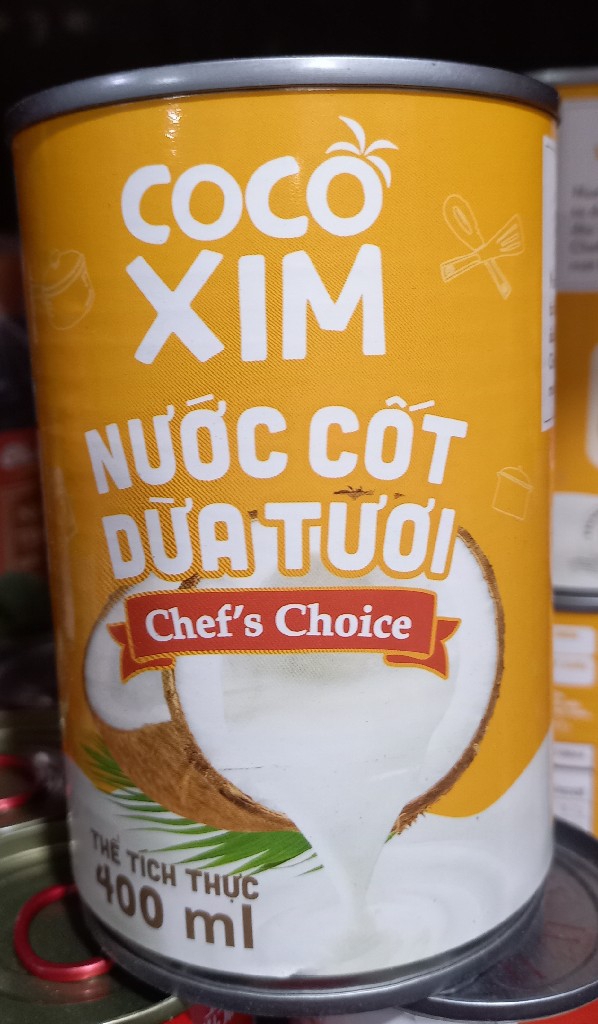 COCO
XIM
NƯỚC CỐT
DỪA TƯƠI
Chef's Choice
THỂ TÍCH THỰC
400 ml